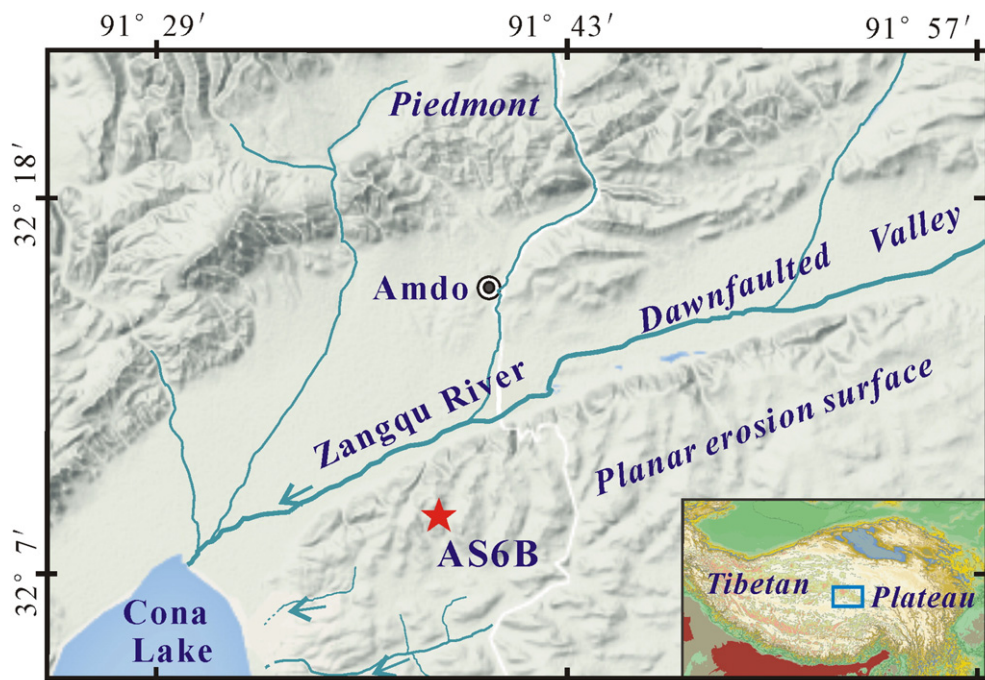 91° 29′
91° 43′
91° 57′
Piedmont
32° 18′
Dawnfaulted Valley
Amdo
Zangqu River
Planar erosion surface
AS6B
32° 7′
Tibetan
Plateau
Cona
Lake